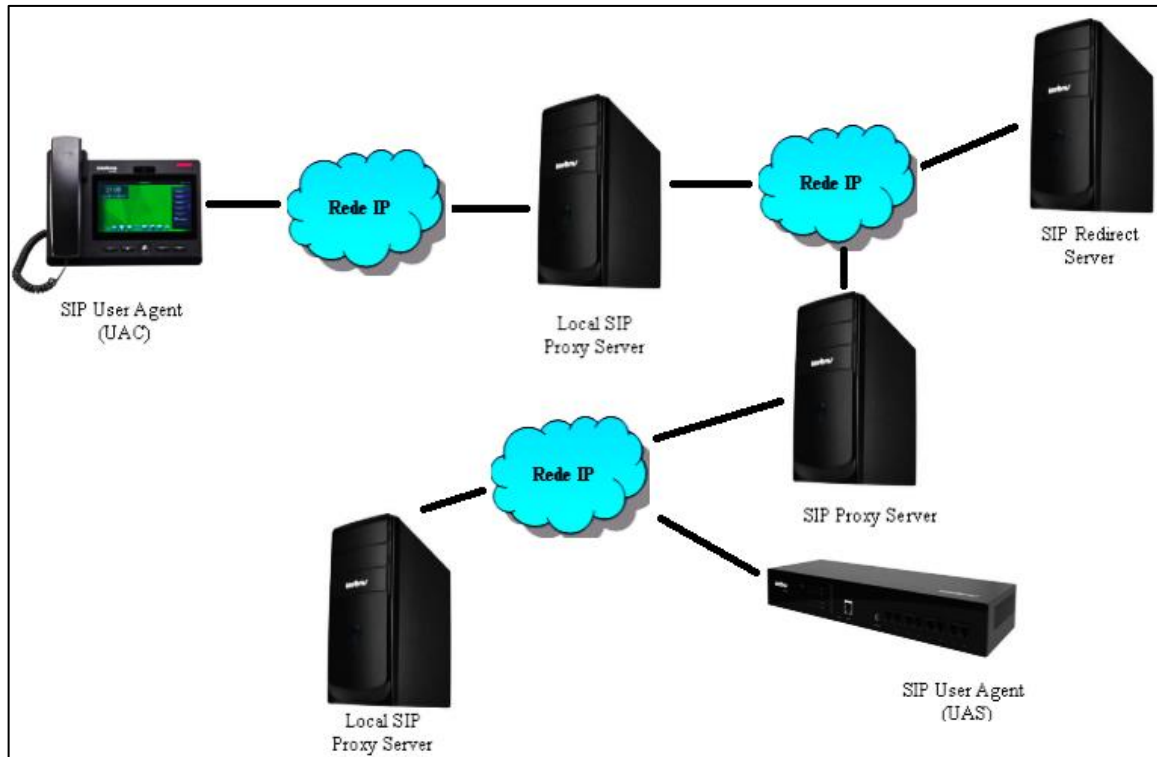 Rede IP
Rede IP
SIP User Agent
(UAC)
Local SIP
Proxy Server
SIP Redirect
Server
Rede IP
SIP Proxy Server
Local SIP
Proxy Server
SIP User Agent
(UAS)